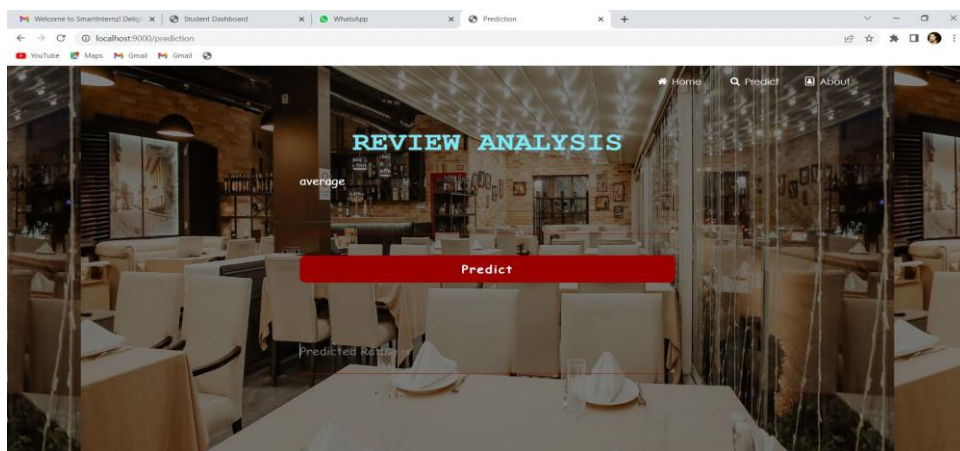 Welcome to SmartInternz! Delig
Student Dashboard
WhatsApp
Prediction
localhost:9000/prediction
YouTube
Maps
Gmail
Gmail
Home
Predict
About
REVIEW ANALYSIS
average
Predict
Predicted Rating